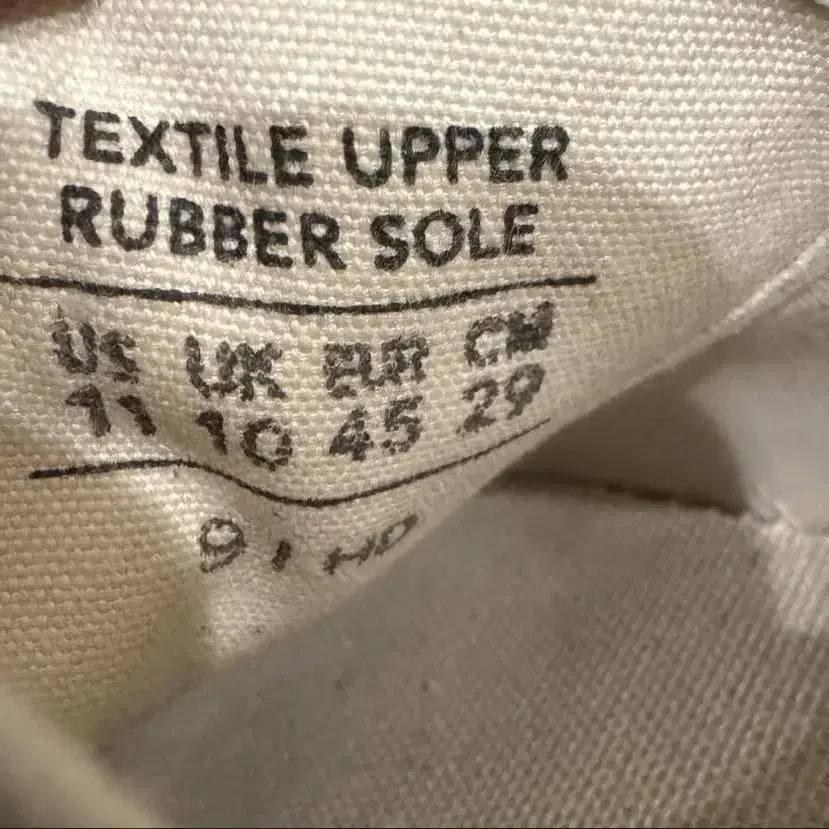 TEXTILE UPPER
RUBBER SOLE
US UK EUR CM
11 10 45 29